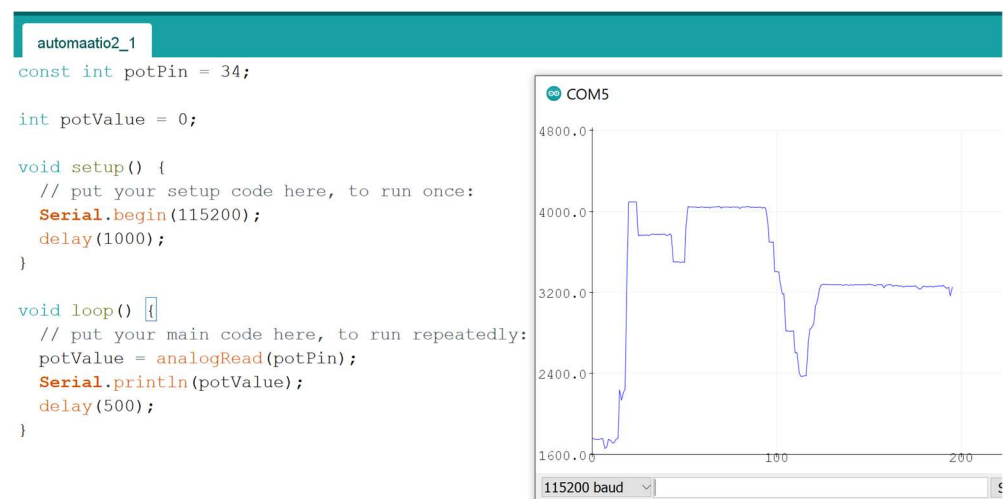 automaatio2_1
const int potPin = 34;
int potValue = 0;
void setup() {
// put your setup code here, to run once:
Serial.begin(115200);
delay(1000);
}
void loop() {
// put your main code here, to run repeatedly:
potValue = analogRead(potPin);
Serial.println(potValue);
delay(500);
}
COM5
4800.0
4000.0
3200.0
2400.0
1600.0
0 100 200
115200 baud